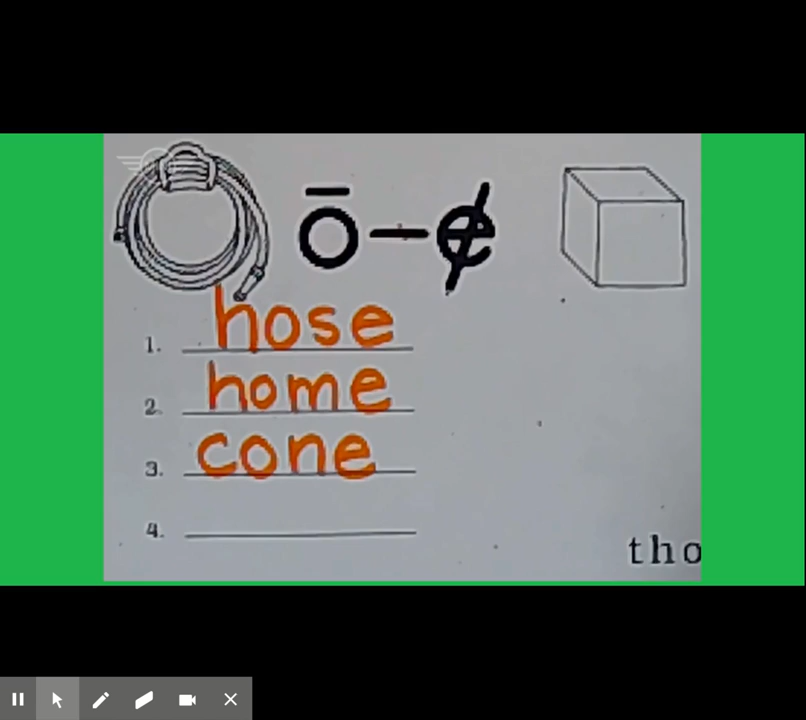 ō — e
1. hose
2. home
3. cone
4.
tho